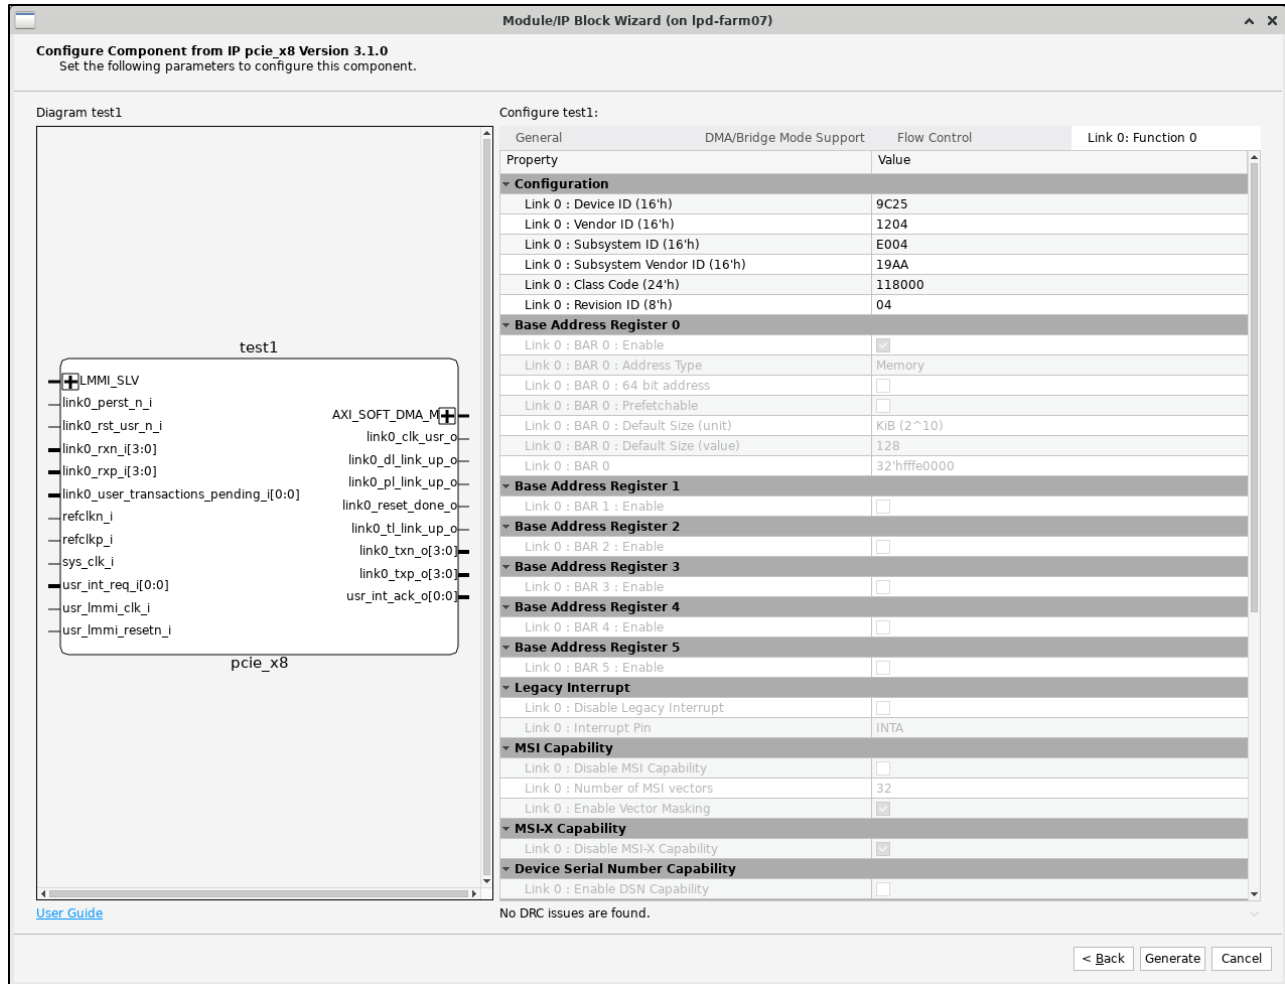 Module/IP Block Wizard (on lpd-farm07)
Configure Component from IP pcie_x8 Version 3.1.0
Set the following parameters to configure this component.
Diagram test1
test1
LMMI_SLV
link0_perst_n_i
link0_rst_usr_n_i
link0_rxn_i[3:0]
link0_rxp_i[3:0]
link0_user_transactions_pending_i[0:0]
refclkn_i
refclkp_i
sys_clk_i
usr_int_req_i[0:0]
usr_lmmi_clk_i
usr_lmmi_resetn_i
AXI_SOFT_DMA_M
link0_clk_usr_o
link0_dl_link_up_o
link0_pl_link_up_o
link0_reset_done_o
link0_tl_link_up_o
link0_txn_o[3:0]
link0_txp_o[3:0]
usr_int_ack_o[0:0]
pcie_x8
User Guide
Configure test1:
General DMA/Bridge Mode Support Flow Control Link 0: Function 0
Property Value
Configuration
Link 0 : Device ID (16'h) 9C25
Link 0 : Vendor ID (16'h) 1204
Link 0 : Subsystem ID (16'h) E004
Link 0 : Subsystem Vendor ID (16'h) 19AA
Link 0 : Class Code (24'h) 118000
Link 0 : Revision ID (8'h) 04
Base Address Register 0
Link 0 : BAR 0 : Enable
Link 0 : BAR 0 : Address Type Memory
Link 0 : BAR 0 : 64 bit address
Link 0 : BAR 0 : Prefetchable
Link 0 : BAR 0 : Default Size (unit) KiB (2^10)
Link 0 : BAR 0 : Default Size (value) 128
Link 0 : BAR 0 32'hfffe0000
Base Address Register 1
Link 0 : BAR 1 : Enable
Base Address Register 2
Link 0 : BAR 2 : Enable
Base Address Register 3
Link 0 : BAR 3 : Enable
Base Address Register 4
Link 0 : BAR 4 : Enable
Base Address Register 5
Link 0 : BAR 5 : Enable
Legacy Interrupt
Link 0 : Disable Legacy Interrupt
Link 0 : Interrupt Pin INTA
MSI Capability
Link 0 : Disable MSI Capability
Link 0 : Number of MSI vectors 32
Link 0 : Enable Vector Masking
MSI-X Capability
Link 0 : Disable MSI-X Capability
Device Serial Number Capability
Link 0 : Enable DSN Capability
No DRC issues are found.
< Back Generate Cancel